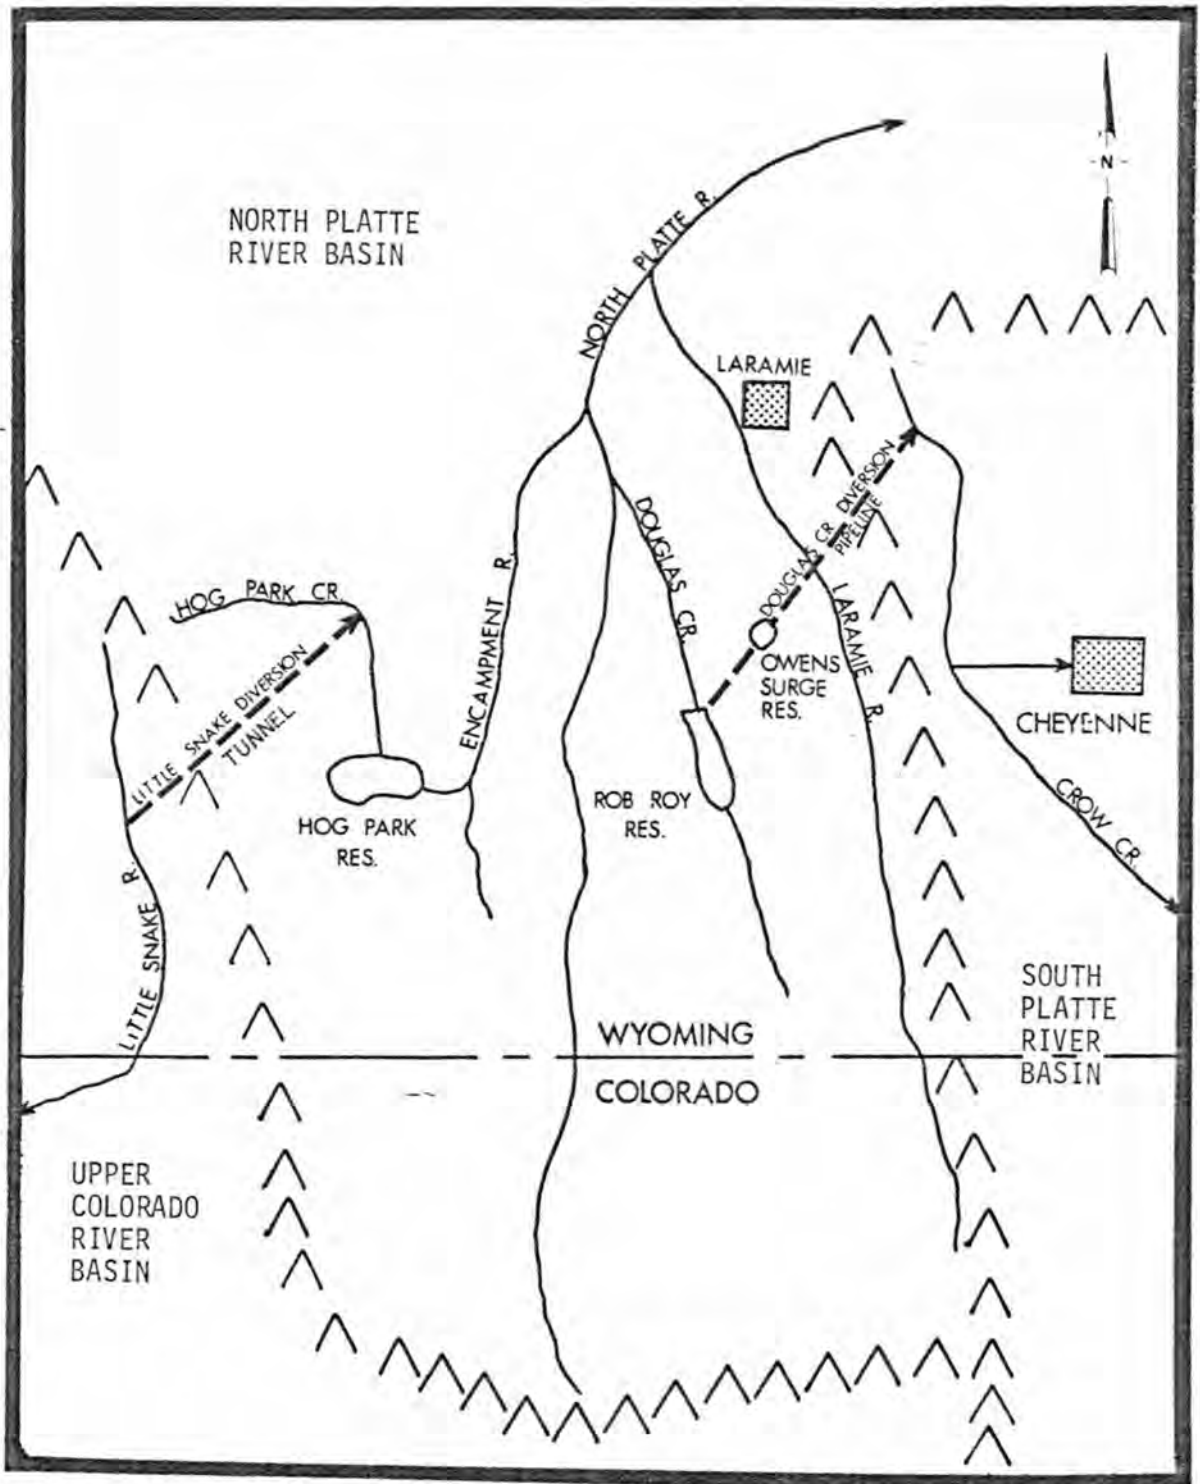 NORTH PLATTE
RIVER BASIN
NORTH PLATTE R.
-N-
LARAMIE
DOUGLAS CR. DIVERSION
PIPELINE
HOG PARK CR.
ENCAMPMENT R.
DOUGLAS CR.
LARAMIE R.
OWENS
SURGE
RES.
CHEYENNE
LITTLE SNAKE DIVERSION
TUNNEL
HOG PARK
RES.
ROB ROY
RES.
CROW CR.
LITTLE SNAKE R.
SOUTH
PLATTE
RIVER
BASIN
WYOMING
COLORADO
UPPER
COLORADO
RIVER
BASIN